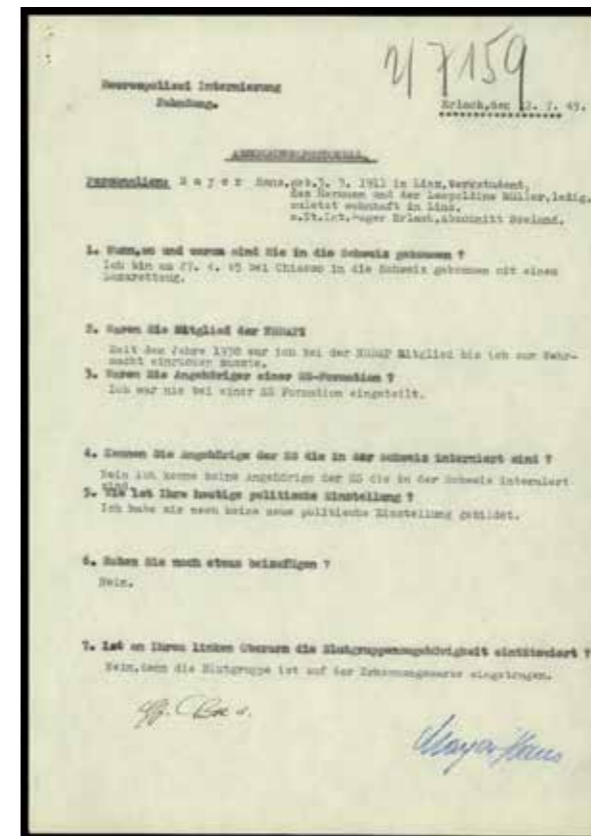 2/7159
Heerespolizei Internierung
Fahndung.
Erlach,den 12. 7. 45.
Personalien: M a y e r Hans,geb.3. 3. 1911 in Linz,Werkstudent,
des Hermann und der Leopoldine Müller,ledig,
zuletzt wohnhaft in Linz.
Erlach,Abschnitt Seeland.
1. Wann,wo und warum sind Sie in die Schweiz gekommen ?
Ich bin am 27. 4. 45 bei Chiasso in die Schweiz gekommen mit einem
Lazarettzug.
2. Waren Sie Mitglied der NSDAP?
Seit dem Jahre 1938 war ich bei der NSDAP Mitglied bis ich zur Wehr-
macht einrücken musste.
3. Waren Sie Angehöriger einer SS-Formation ?
Ich war nie bei einer SS Formation eingeteilt.
4. Kennen Sie Angehörige der SS die in der Schweiz interniert sind ?
Nein ich kenne keine Angehörige der SS die in der Schweiz interniert
sind.
5. Wie ist Ihre heutige politische Einstellung ?
Ich habe mir noch keine neue politische Einstellung gebildet.
6. Haben Sie noch etwas beizufügen ?
Nein.
7. Ist an Ihrem linken Oberarm die Blutgruppenzugehörigkeit eintätowiert ?
Nein,denn die Blutgruppe ist auf der Erkennungsmarke eingetragen.
Mayer Hans